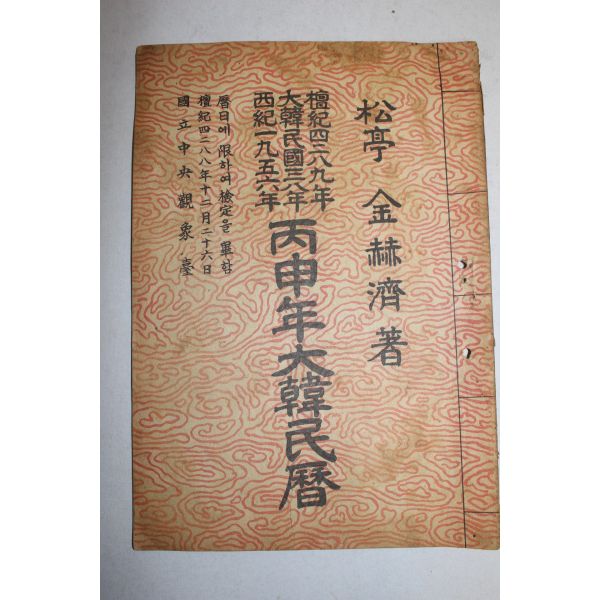 松亭 金赫濟 著
檀紀四二八九年
大韓民國三八年
西紀一九五六年
丙申年大韓民曆
曆日에 限하여 檢定을 畢함
檀紀四二八八年十二月二十六日
國立中央觀象臺